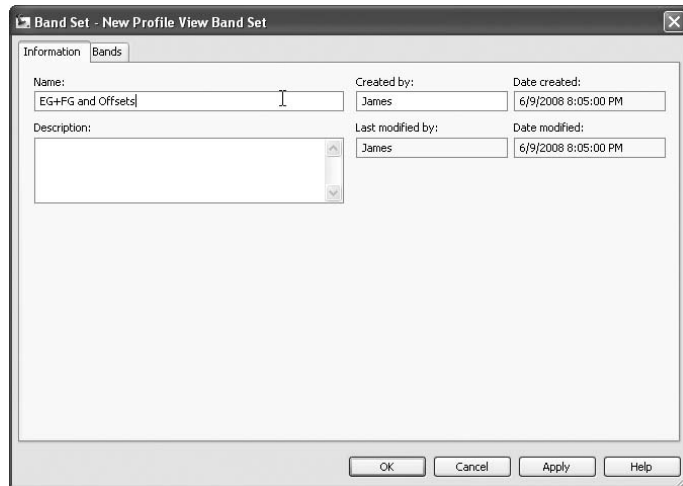 Band Set - New Profile View Band Set
Information Bands
Name: Created by: Date created:
EG+FG and Offsets James 6/9/2008 8:05:00 PM
Description: Last modified by: Date modified:
James 6/9/2008 8:05:00 PM
OK Cancel Apply Help